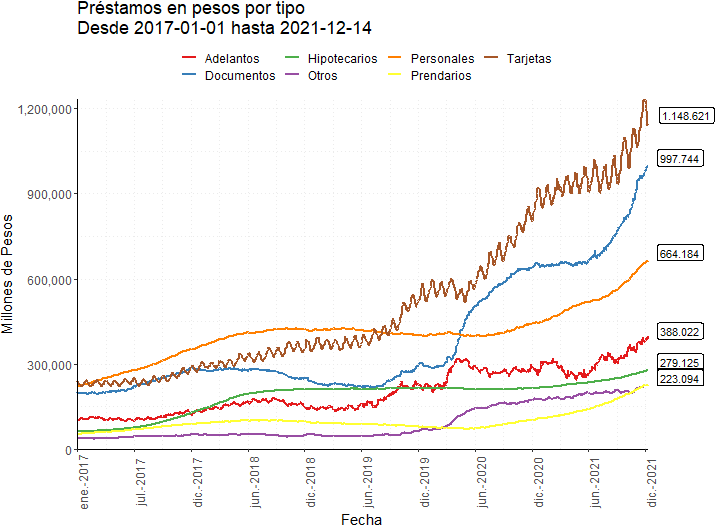 Préstamos en pesos por tipo
Desde 2017-01-01 hasta 2021-12-14
Adelantos
Hipotecarios
Personales
Tarjetas
Documentos
Otros
Prendarios
Millones de Pesos
1,200,000
900,000
600,000
300,000
0
1.148.621
997.744
664.184
388.022
279.125
223.094
ene.-2017
jul.-2017
dic.-2017
jun.-2018
dic.-2018
jun.-2019
dic.-2019
jun.-2020
dic.-2020
jun.-2021
dic.-2021
Fecha